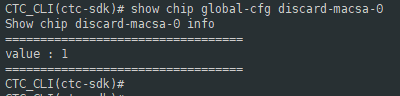 CTC_CLI(ctc-sdk)# show chip global-cfg discard-macsa-0
Show chip discard-macsa-0 info
==================================
value : 1
==================================
CTC_CLI(ctc-sdk)#
CTC_CLI(ctc-sdk)#